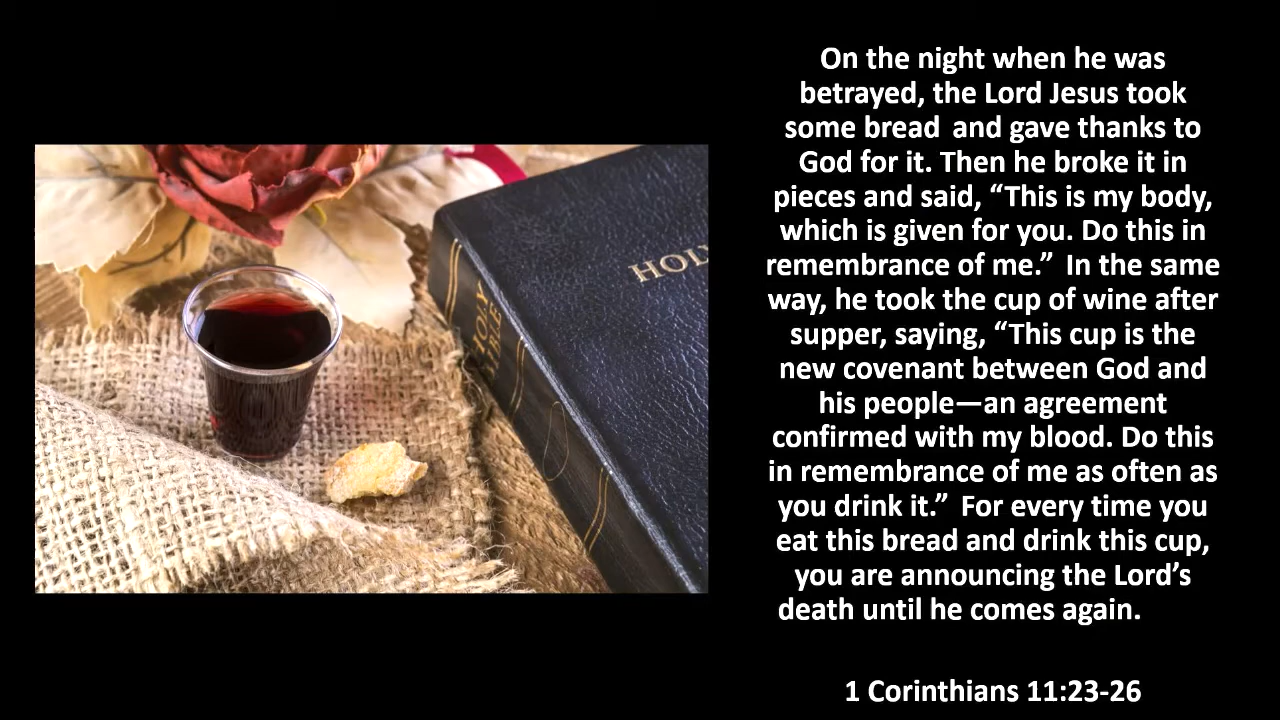 On the night when he was
betrayed, the Lord Jesus took
some bread and gave thanks to
God for it. Then he broke it in
pieces and said, “This is my body,
which is given for you. Do this in
remembrance of me.” In the same
way, he took the cup of wine after
supper, saying, “This cup is the
new covenant between God and
his people—an agreement
confirmed with my blood. Do this
in remembrance of me as often as
you drink it.” For every time you
eat this bread and drink this cup,
you are announcing the Lord’s
death until he comes again.
1 Corinthians 11:23-26
HOLY
HOLY
BIBLE